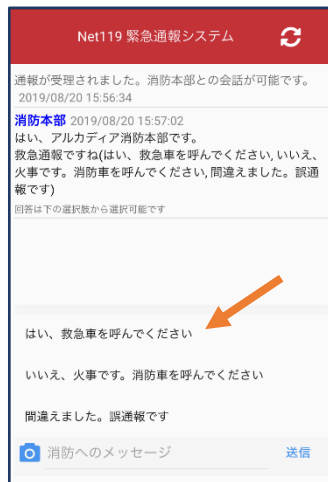 Net119 緊急通報システム
通報が受理されました。消防本部との会話が可能です。
2019/08/20 15:56:34
消防本部 2019/08/20 15:57:02
はい、アルカディア消防本部です。
救急通報ですね(はい、救急車を呼んでください, いいえ、
火事です。消防車を呼んでください, 間違えました。誤通
報です)
回答は下の選択肢から選択可能です
はい、救急車を呼んでください
いいえ、火事です。消防車を呼んでください
間違えました。誤通報です
消防へのメッセージ 送信